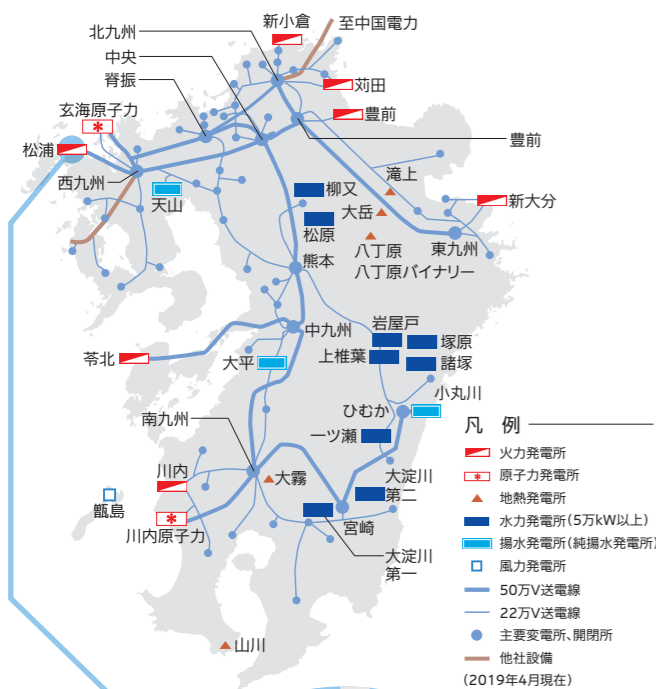 新小倉
至中国電力
北九州
中央
脊振
苅田
玄海原子力
豊前
豊前
松浦
西九州
滝上
天山
柳又
大岳
新大分
松原
八丁原
八丁原バイナリー
東九州
熊本
岩屋戸
中九州
塚原
苓北
大平
上椎葉
諸塚
小丸川
南九州
ひむか
一ツ瀬
川内
大霧
大淀川
第二
甑島
川内原子力
宮崎
大淀川
第一
山川
凡 例
火力発電所
原子力発電所
地熱発電所
水力発電所(5万kW以上)
揚水発電所(純揚水発電所)
風力発電所
50万V送電線
22万V送電線
主要変電所、開閉所
他社設備
(2019年4月現在)